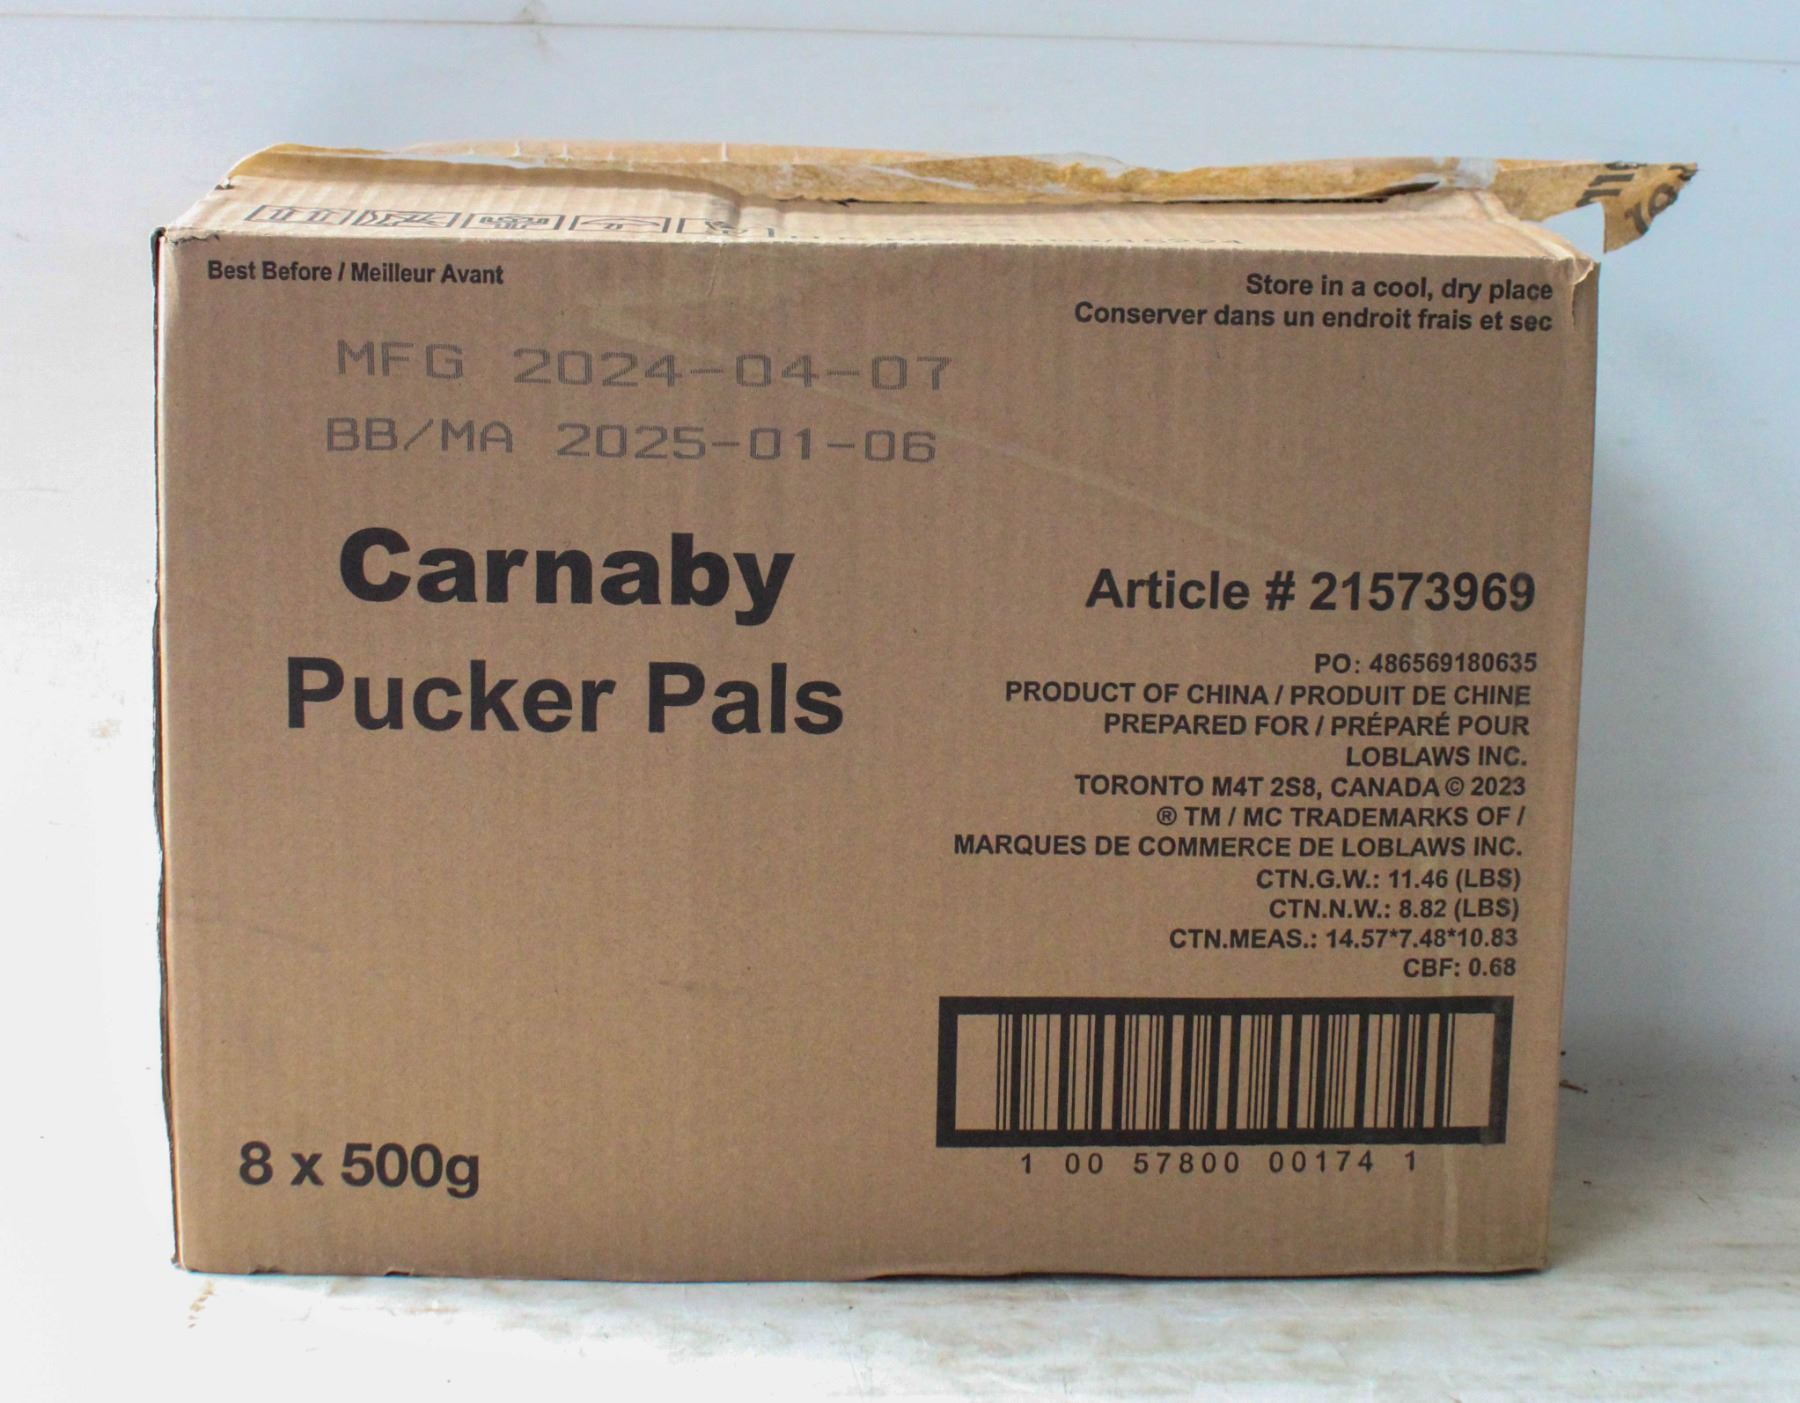 Best Before / Meilleur Avant
Store in a cool, dry place
Conserver dans un endroit frais et sec
MFG 2024-04-07
BB/MA 2025-01-06
Carnaby
Pucker Pals
Article # 21573969
PO: 486569180635
PRODUCT OF CHINA / PRODUIT DE CHINE
PREPARED FOR / PRÉPARÉ POUR
LOBLAWS INC.
TORONTO M4T 2S8, CANADA © 2023
® TM / MC TRADEMARKS OF /
MARQUES DE COMMERCE DE LOBLAWS INC.
CTN.G.W.: 11.46 (LBS)
CTN.N.W.: 8.82 (LBS)
CTN.MEAS.: 14.57*7.48*10.83
CBF: 0.68
1 00 57800 00174 1
8 x 500g